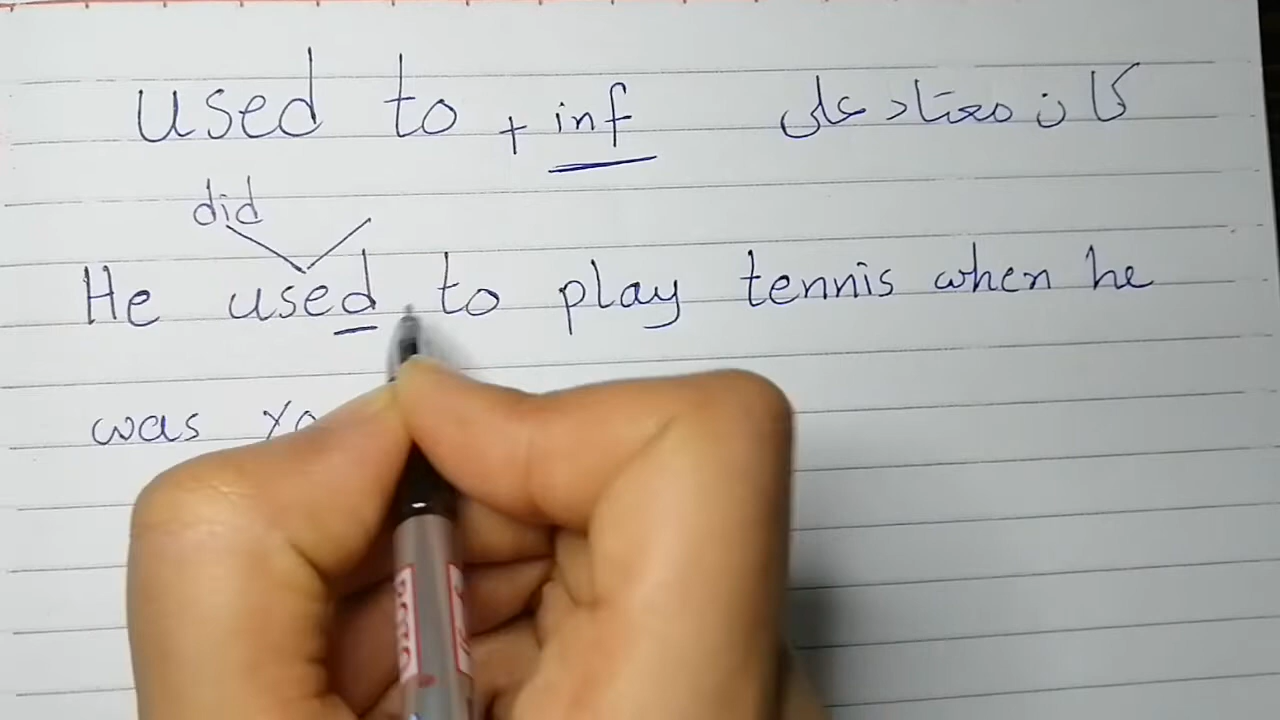 used to + inf كان معتاد على
did
He used to play tennis when he
was